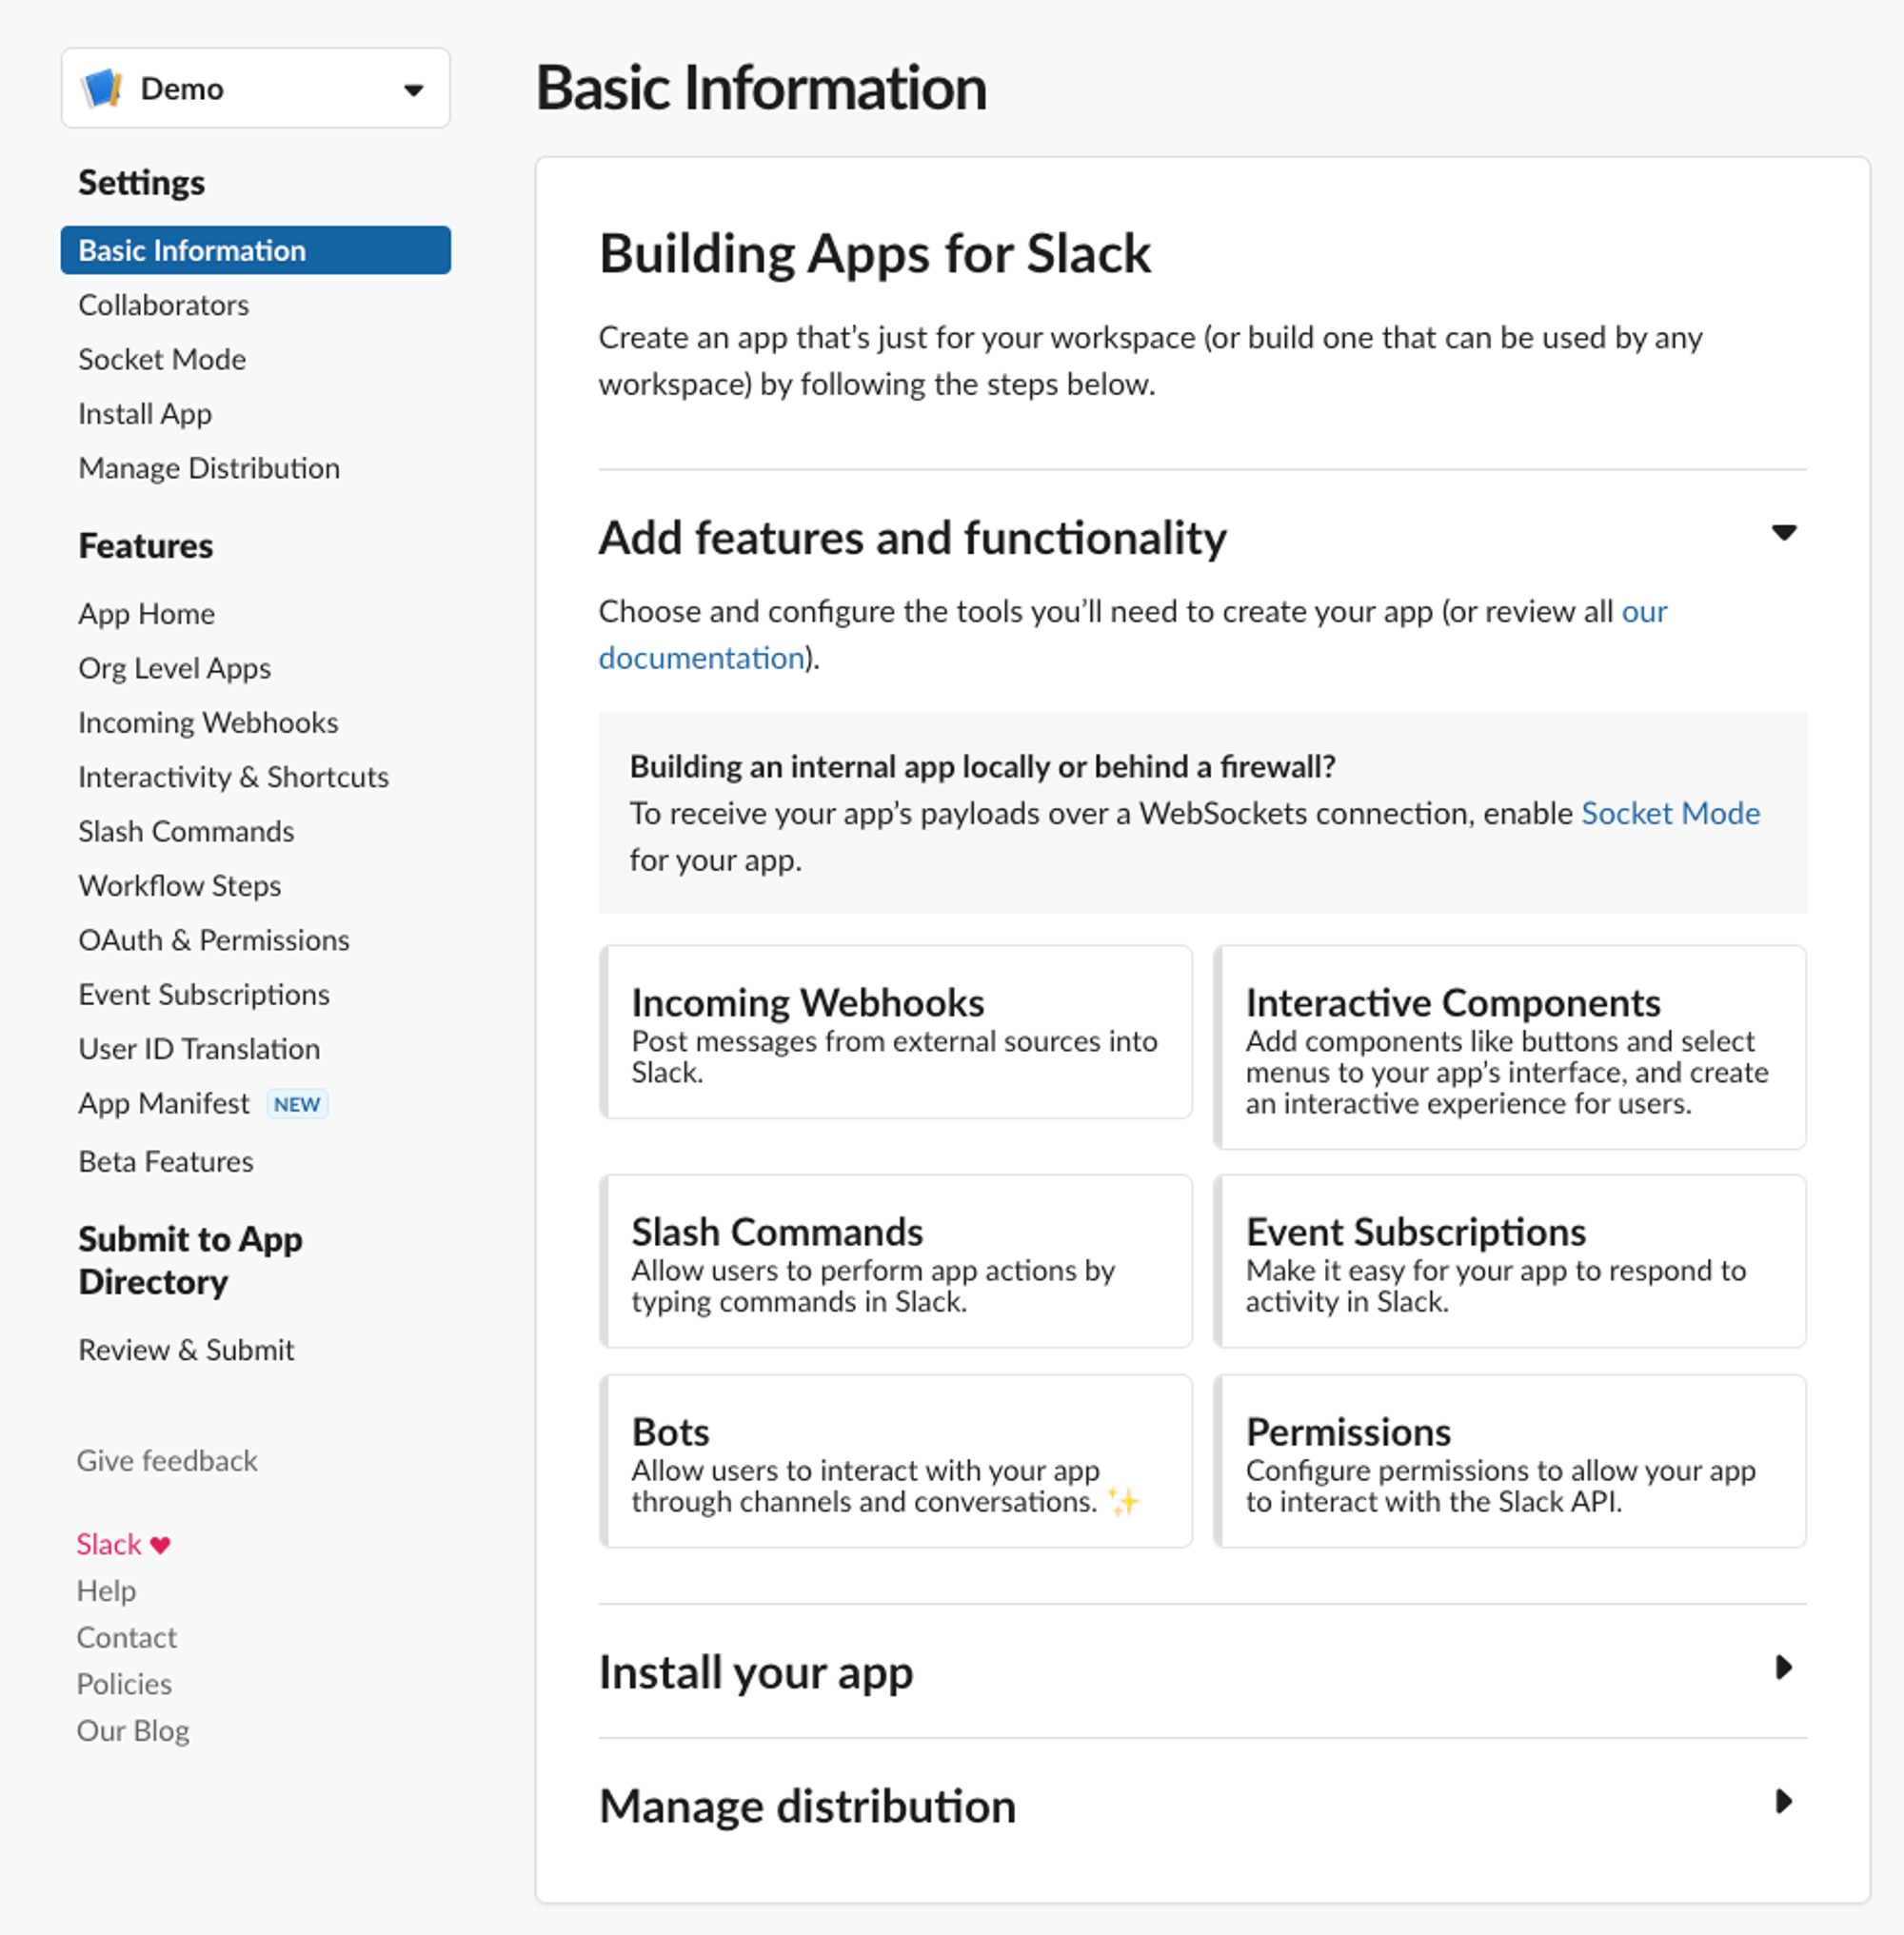 Demo
Settings
Basic Information
Collaborators
Socket Mode
Install App
Manage Distribution
Features
App Home
Org Level Apps
Incoming Webhooks
Interactivity & Shortcuts
Slash Commands
Workflow Steps
OAuth & Permissions
Event Subscriptions
User ID Translation
App Manifest NEW
Beta Features
Submit to App
Directory
Review & Submit
Give feedback
Slack ♥
Help
Contact
Policies
Our Blog
Basic Information
Building Apps for Slack
Create an app that’s just for your workspace (or build one that can be used by any
workspace) by following the steps below.
Add features and functionality
Choose and configure the tools you’ll need to create your app (or review all our
documentation).
Building an internal app locally or behind a firewall?
To receive your app’s payloads over a WebSockets connection, enable Socket Mode
for your app.
Incoming Webhooks
Post messages from external sources into
Slack.
Interactive Components
Add components like buttons and select
menus to your app’s interface, and create
an interactive experience for users.
Slash Commands
Allow users to perform app actions by
typing commands in Slack.
Event Subscriptions
Make it easy for your app to respond to
activity in Slack.
Bots
Allow users to interact with your app
through channels and conversations. ✨
Permissions
Configure permissions to allow your app
to interact with the Slack API.
Install your app
Manage distribution